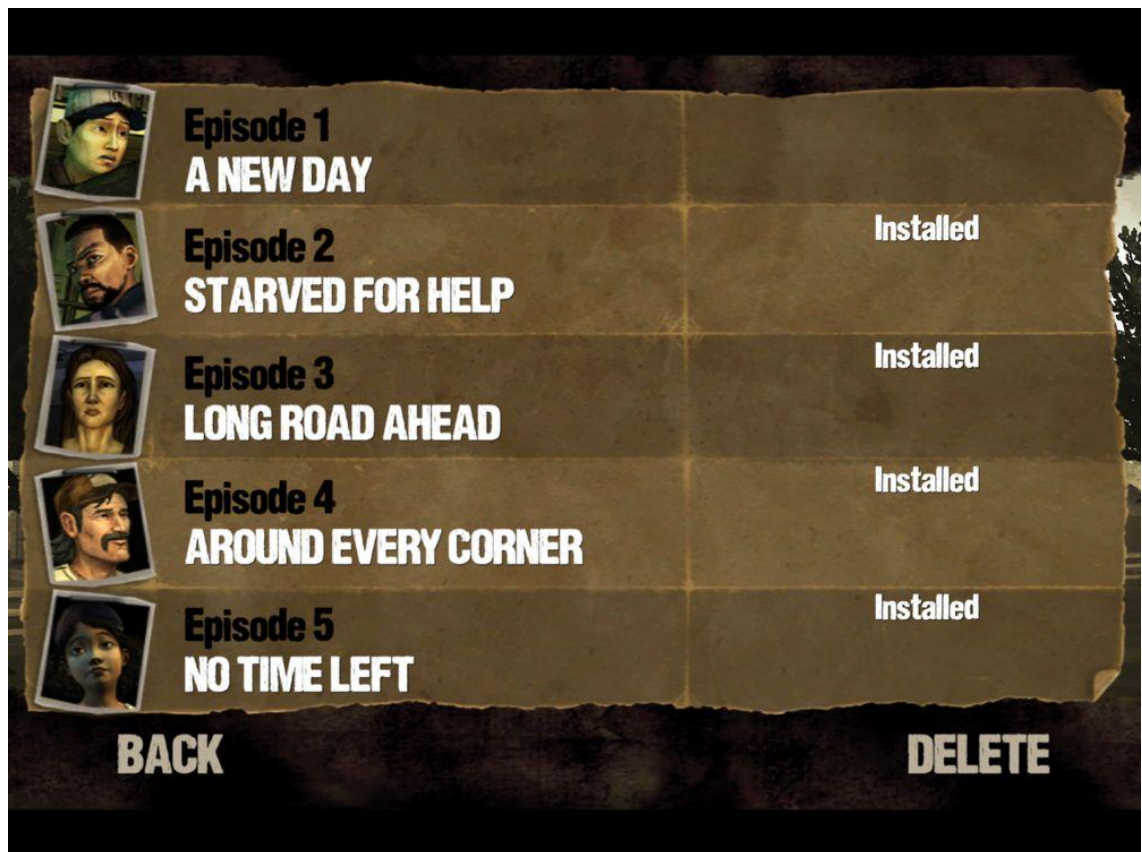 Episode 1
A NEW DAY
Installed
Episode 2
STARVED FOR HELP
Installed
Episode 3
LONG ROAD AHEAD
Installed
Episode 4
AROUND EVERY CORNER
Installed
Episode 5
NO TIME LEFT
BACK
DELETE